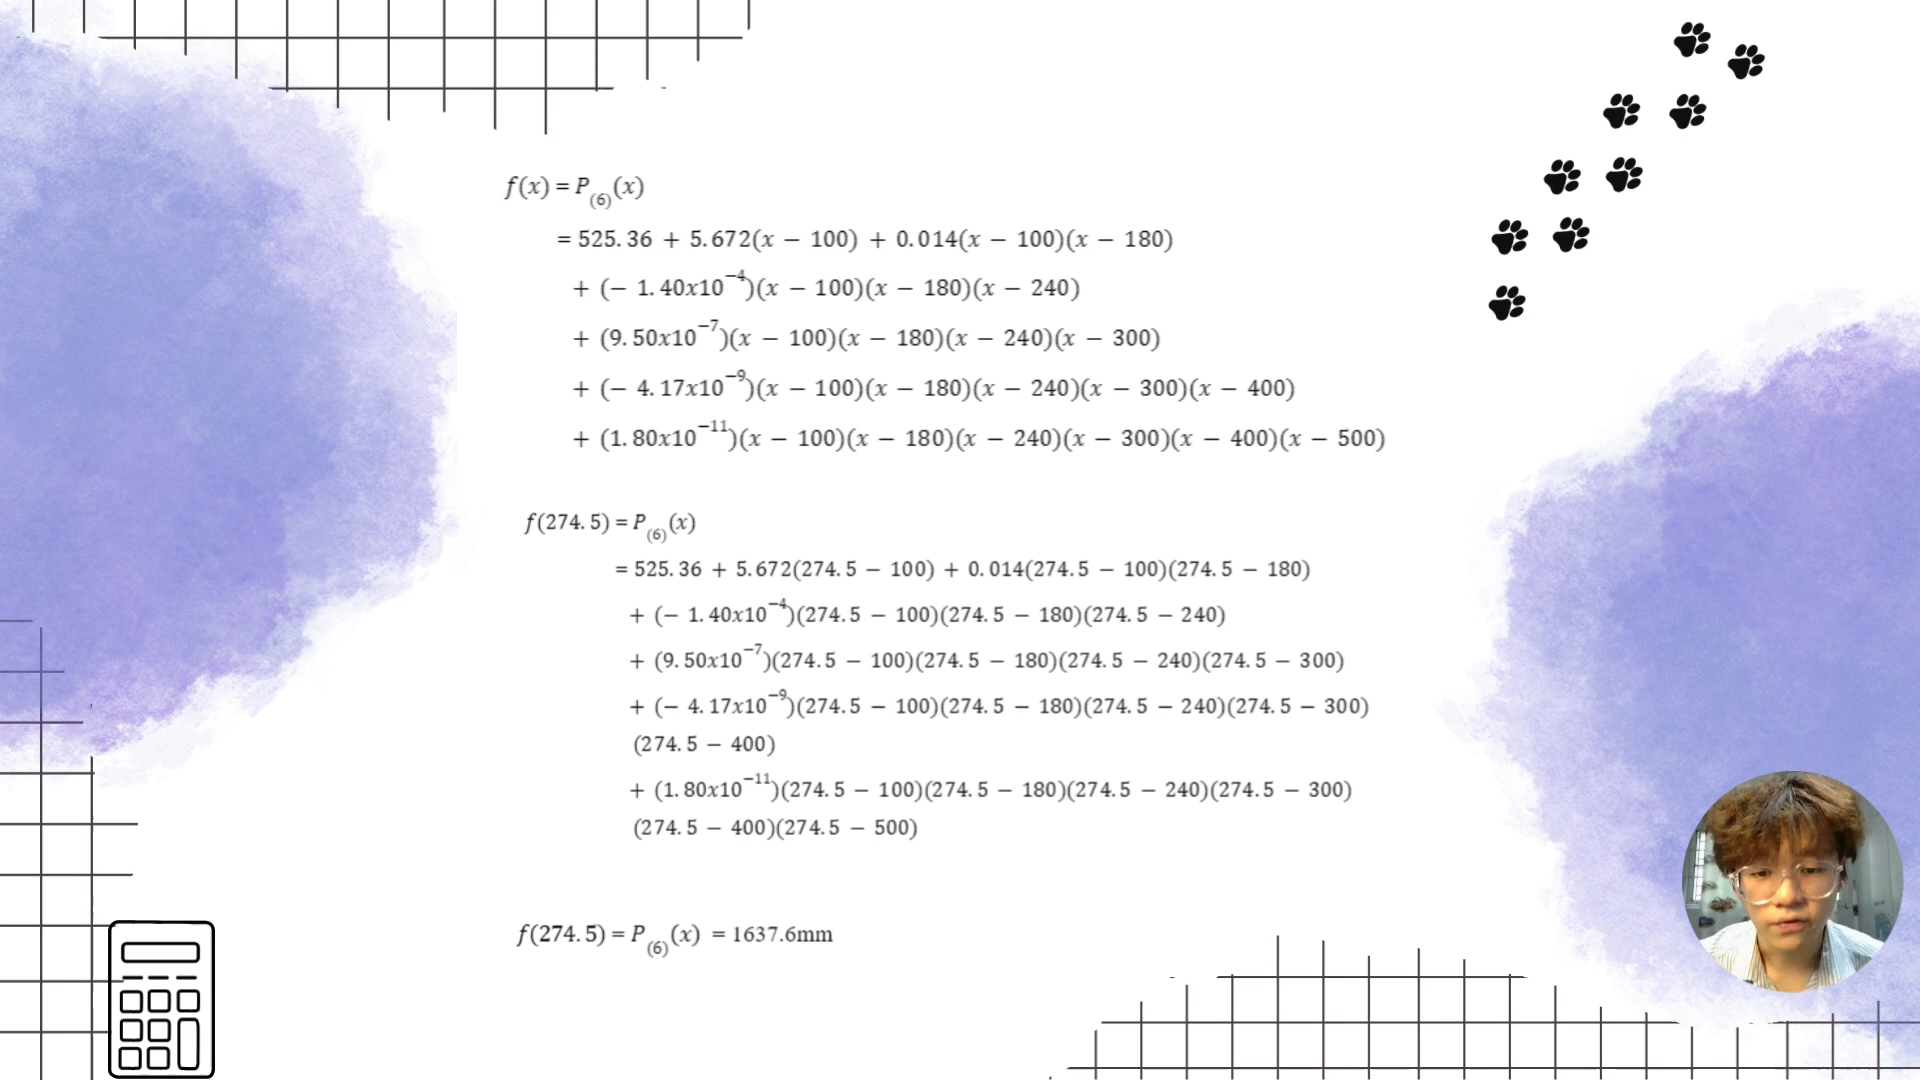 f(x) = P₍₆₎(x)
= 525.36 + 5.672(x − 100) + 0.014(x − 100)(x − 180)
+ (− 1.40x10⁻⁴)(x − 100)(x − 180)(x − 240)
+ (9.50x10⁻⁷)(x − 100)(x − 180)(x − 240)(x − 300)
+ (− 4.17x10⁻⁹)(x − 100)(x − 180)(x − 240)(x − 300)(x − 400)
+ (1.80x10⁻¹¹)(x − 100)(x − 180)(x − 240)(x − 300)(x − 400)(x − 500)
f(274.5) = P₍₆₎(x)
= 525.36 + 5.672(274.5 − 100) + 0.014(274.5 − 100)(274.5 − 180)
+ (− 1.40x10⁻⁴)(274.5 − 100)(274.5 − 180)(274.5 − 240)
+ (9.50x10⁻⁷)(274.5 − 100)(274.5 − 180)(274.5 − 240)(274.5 − 300)
+ (− 4.17x10⁻⁹)(274.5 − 100)(274.5 − 180)(274.5 − 240)(274.5 − 300)
(274.5 − 400)
+ (1.80x10⁻¹¹)(274.5 − 100)(274.5 − 180)(274.5 − 240)(274.5 − 300)
(274.5 − 400)(274.5 − 500)
f(274.5) = P₍₆₎(x) = 1637.6mm